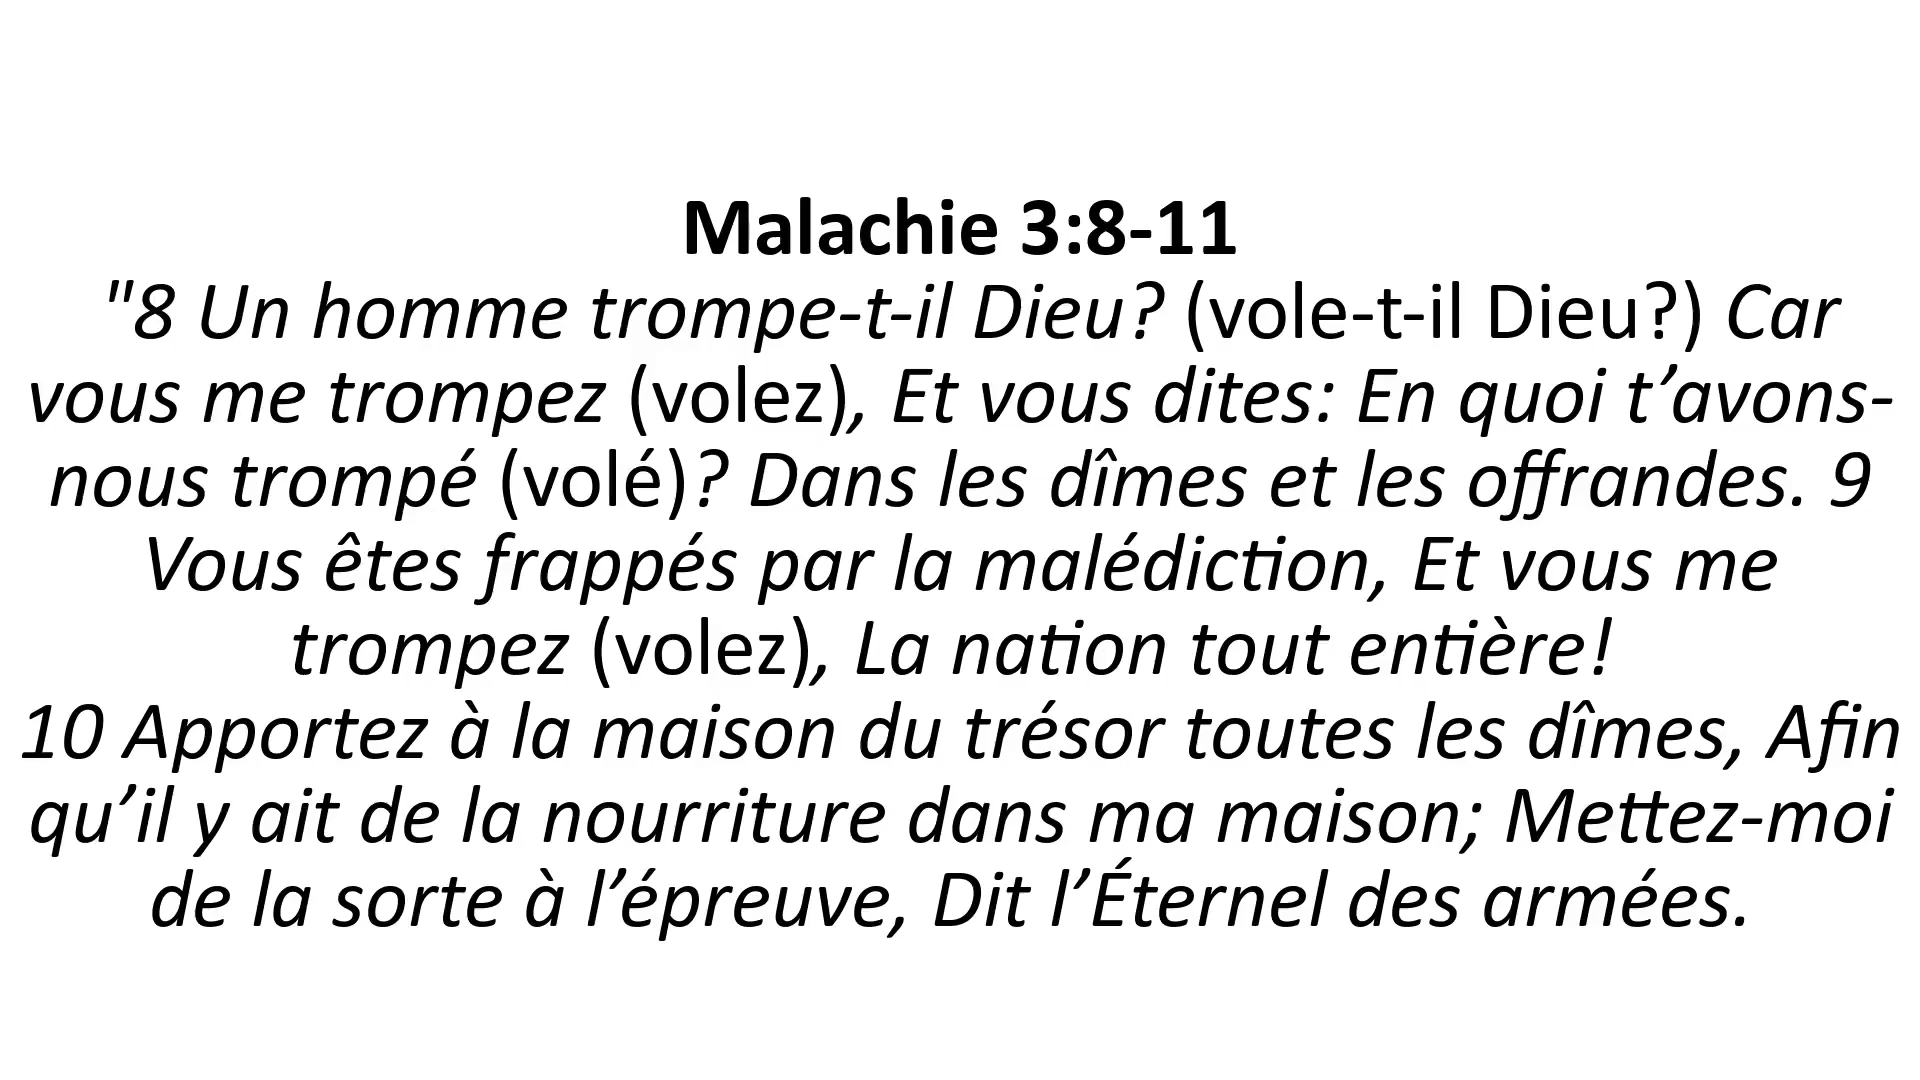 Malachie 3:8-11
"8 Un homme trompe-t-il Dieu? (vole-t-il Dieu?) Car
vous me trompez (volez), Et vous dites: En quoi t’avons-
nous trompé (volé)? Dans les dîmes et les offrandes. 9
Vous êtes frappés par la malédiction, Et vous me
trompez (volez), La nation tout entière!
10 Apportez à la maison du trésor toutes les dîmes, Afin
qu’il y ait de la nourriture dans ma maison; Mettez-moi
de la sorte à l’épreuve, Dit l’Éternel des armées.